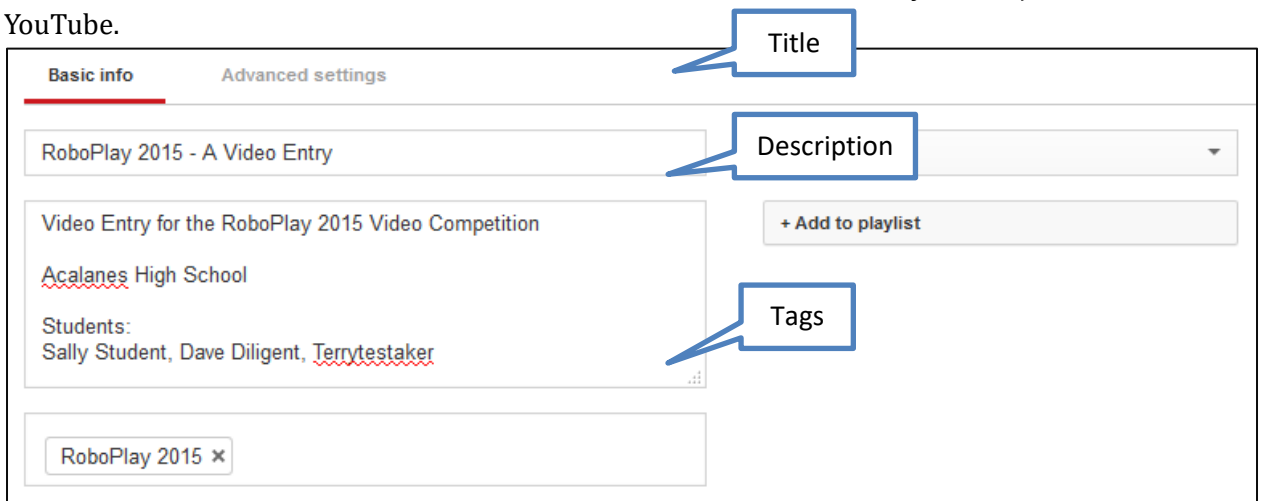 YouTube.
Title
Basic info Advanced settings
RoboPlay 2015 - A Video Entry
Description
Video Entry for the RoboPlay 2015 Video Competition
+ Add to playlist
Acalanes High School
Tags
Students:
Sally Student, Dave Diligent, Terrytestaker
RoboPlay 2015 ×